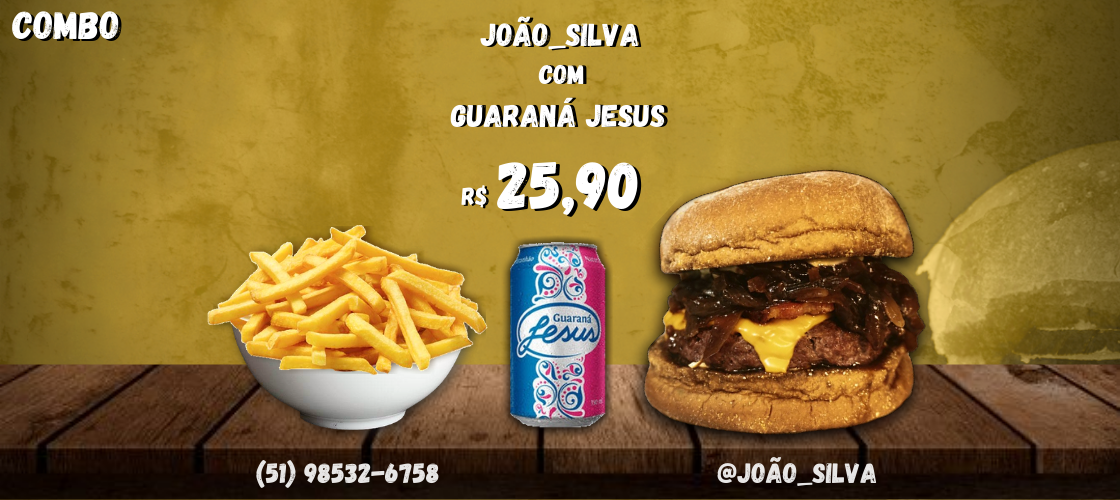 COMBO
JOÃO_SILVA
COM
GUARANÁ JESUS
R$ 25,90
Guaraná
Jesus
(51) 98532-6758
@JOÃO_SILVA